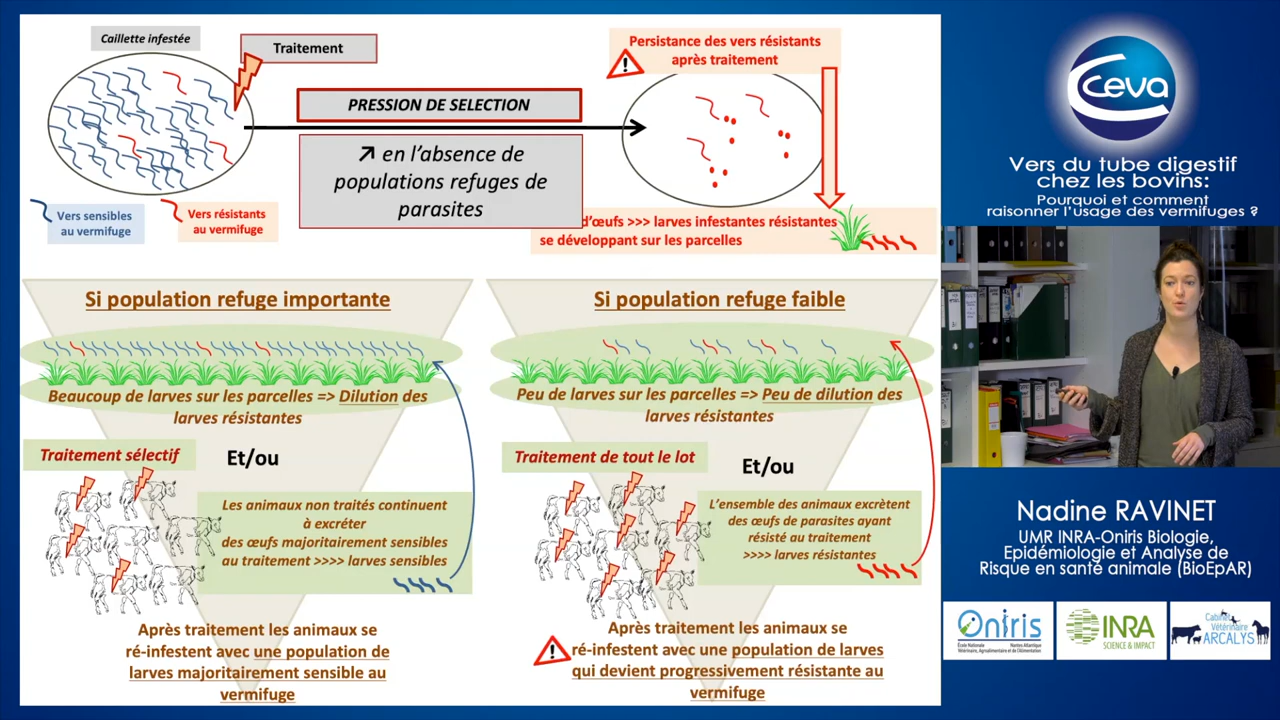 Caillette infestée
Traitement
PRESSION DE SELECTION
↗ en l'absence de
populations refuges de
parasites
Vers sensibles
au vermifuge
Vers résistants
au vermifuge
Persistance des vers résistants
après traitement
d'œufs >>> larves infestantes résistantes
se développant sur les parcelles
Si population refuge importante
Beaucoup de larves sur les parcelles => Dilution des
larves résistantes
Traitement sélectif
Et/ou
Les animaux non traités continuent
à excréter
des œufs majoritairement sensibles
au traitement >>>> larves sensibles
Après traitement les animaux se
ré-infestent avec une population de
larves majoritairement sensible au
vermifuge
Si population refuge faible
Peu de larves sur les parcelles => Peu de dilution des
larves résistantes
Traitement de tout le lot
Et/ou
L'ensemble des animaux excrètent
des œufs de parasites ayant
résisté au traitement
>>>> larves résistantes
Après traitement les animaux se
ré-infestent avec une population de larves
qui devient progressivement résistante au
vermifuge
Ceva
Vers du tube digestif
chez les bovins:
Pourquoi et comment
raisonner l'usage des vermifuges ?
Nadine RAVINET
UMR INRA-Oniris Biologie,
Epidémiologie et Analyse de
Risque en santé animale (BioEpAR)
Oniris
INRA
SCIENCE & IMPACT
Cabinet
Vétérinaire
ARCALYS